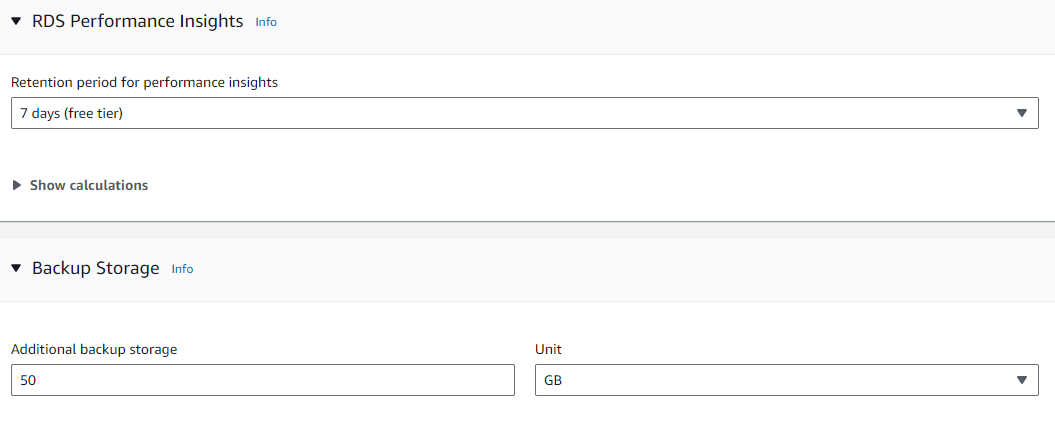 RDS Performance Insights Info
Retention period for performance insights
7 days (free tier)
Show calculations
Backup Storage Info
Additional backup storage
Unit
50
GB